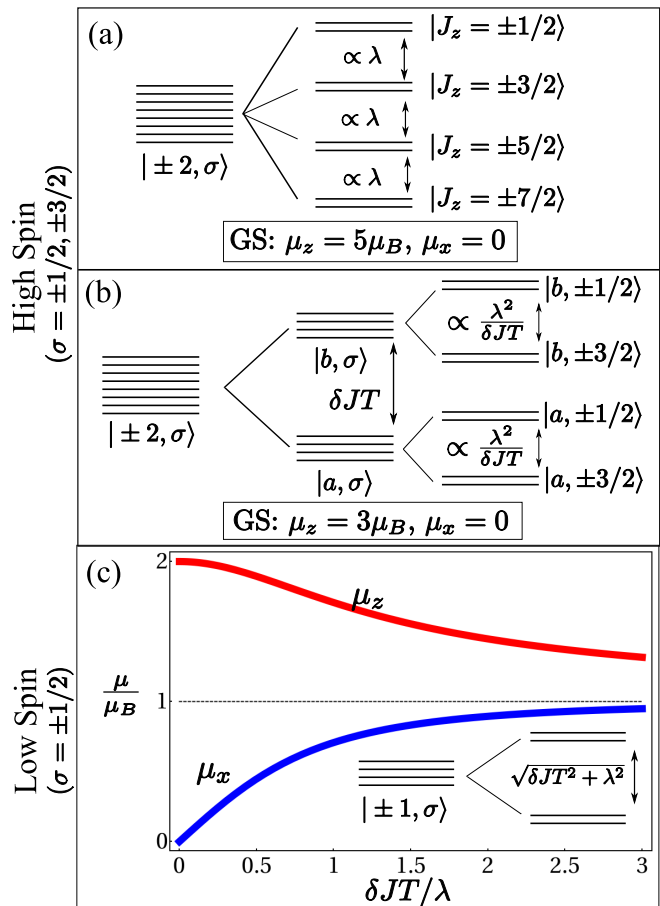 (a)
|J_z = ±1/2⟩
∝ λ
|J_z = ±3/2⟩
∝ λ
|J_z = ±5/2⟩
∝ λ
|J_z = ±7/2⟩
| ± 2, σ⟩
GS: μ_z = 5μ_B, μ_x = 0
High Spin
(σ = ±1/2, ±3/2)
(b)
|b, ±1/2⟩
∝ λ²/δJT
|b, ±3/2⟩
|b, σ⟩
δJT
| ± 2, σ⟩
|a, ±1/2⟩
∝ λ²/δJT
|a, ±3/2⟩
|a, σ⟩
GS: μ_z = 3μ_B, μ_x = 0
Low Spin
(σ = ±1/2)
(c)
2
μ_z
μ/μ_B
1
μ_x
| ± 1, σ⟩
√(δJT² + λ²)
0
0 0.5 1 1.5 2 2.5 3
δJT/λ